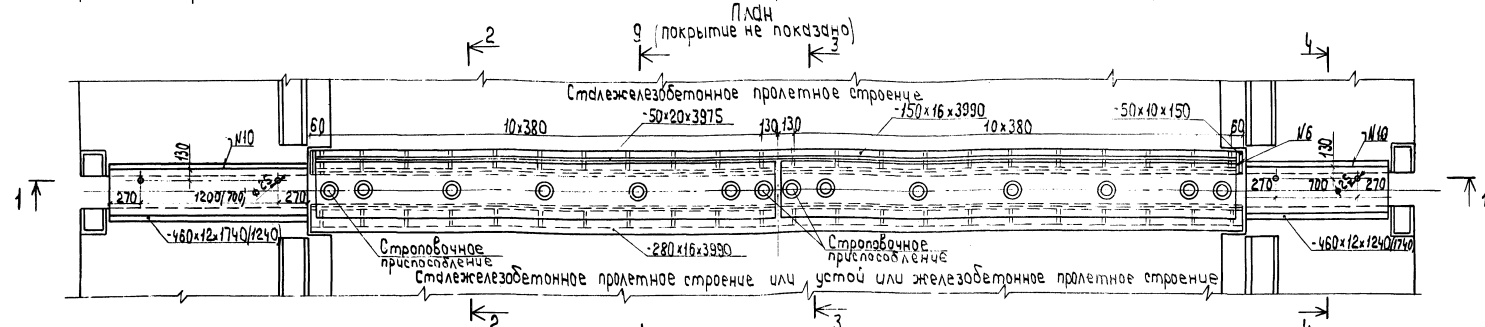 План
(покрытие не показано)
2
9
3
4
Сталежелезобетонное пролетное строение
60
10×380
-50×20×3975
130
130
-150×16×3990
10×380
-50×10×150
60
N10
130
N6
N10
130
1
270
1200/700/
ø25
270
270
700
ø25
270
1
-460×12×1740/1240)
Строповочное
приспособление
-280×16×3990
Строповочное
приспособление
-460×12×1240/1740)
Сталежелезобетонное пролетное строение или устой или железобетонное пролетное строение
2
3
4